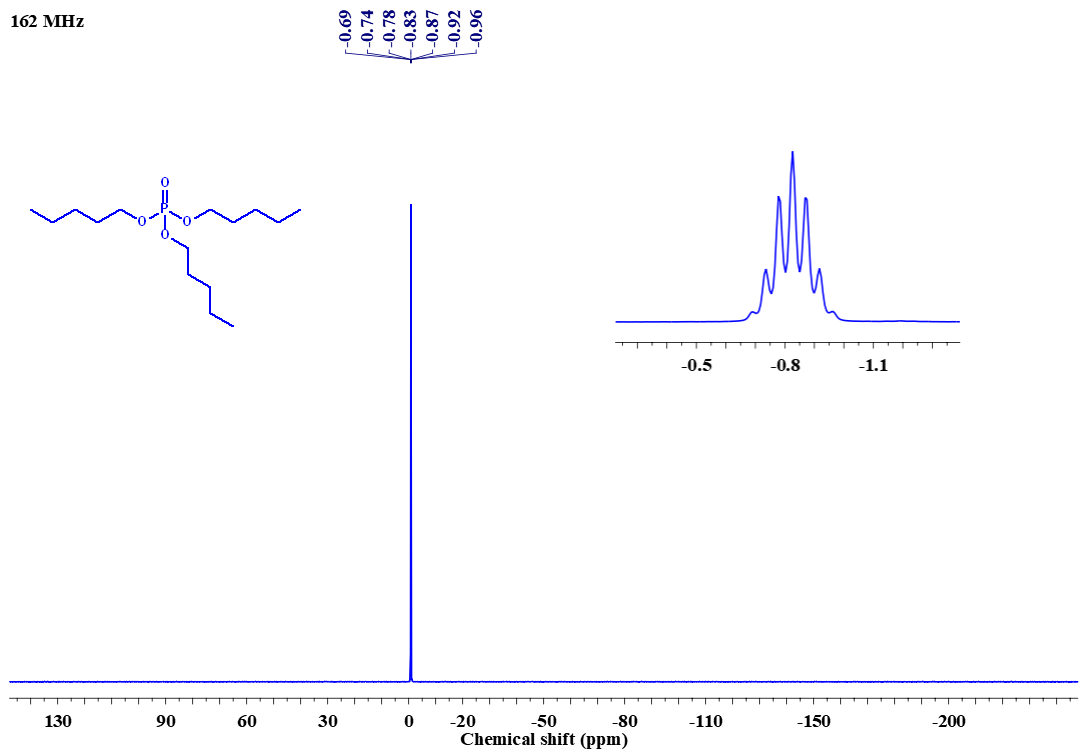 162 MHz
-0.69
-0.74
-0.78
-0.83
-0.87
-0.92
-0.96
O
O P O
O
-0.5 -0.8 -1.1
130 90 60 30 0 -20 -50 -80 -110 -150 -200
Chemical shift (ppm)